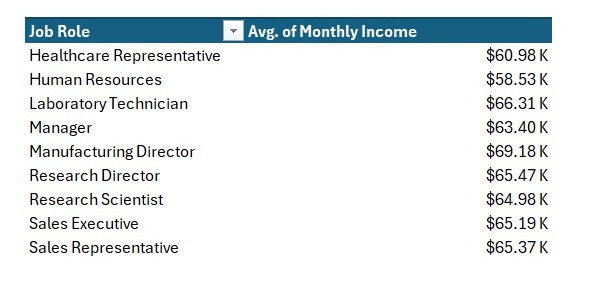 Job Role Avg. of Monthly Income
Healthcare Representative $60.98 K
Human Resources $58.53 K
Laboratory Technician $66.31 K
Manager $63.40 K
Manufacturing Director $69.18 K
Research Director $65.47 K
Research Scientist $64.98 K
Sales Executive $65.19 K
Sales Representative $65.37 K